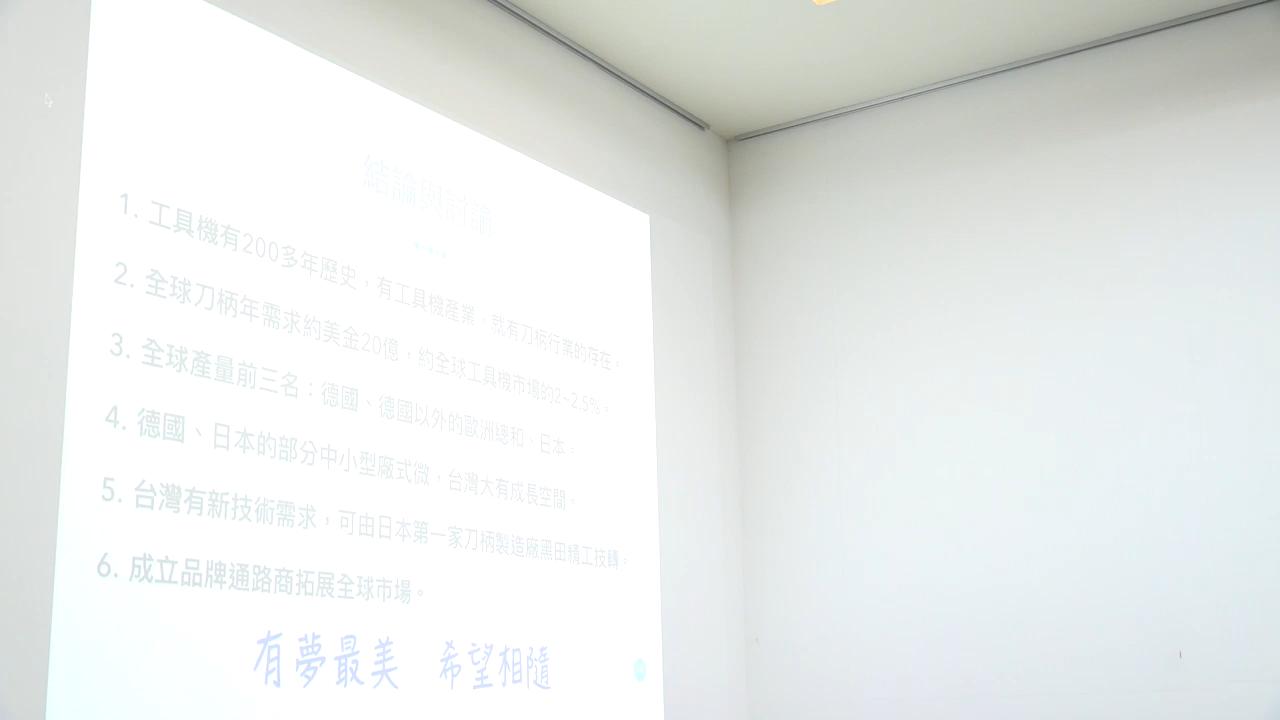 結論與討論
1. 工具機有200多年歷史，有工具機產業，就有刀柄行業的存在。
2. 全球刀柄年需求約美金20億，約全球工具機市場的2~2.5%。
3. 全球產量前三名：德國、德國以外的歐洲總和、日本。
4. 德國、日本的部分中小型廠式微，台灣大有成長空間。
5. 台灣有新技術需求，可由日本第一家刀柄製造廠黑田精工技轉。
6. 成立品牌通路商拓展全球市場。
有夢最美 希望相隨